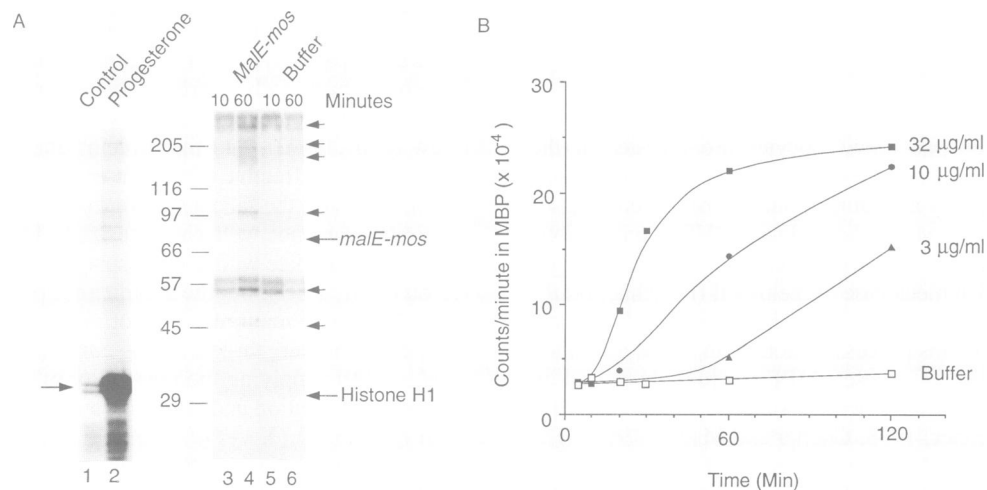 A
Control
Progesterone
MalE-mos
Buffer
10 60 10 60 Minutes
205
116
97
malE-mos
66
57
45
Histone H1
29
1 2 3 4 5 6
B
Counts/minute in MBP (x 10⁻⁴ )
30
20
10
0
0 60 120
Time (Min)
32 µg/ml
10 µg/ml
3 µg/ml
Buffer